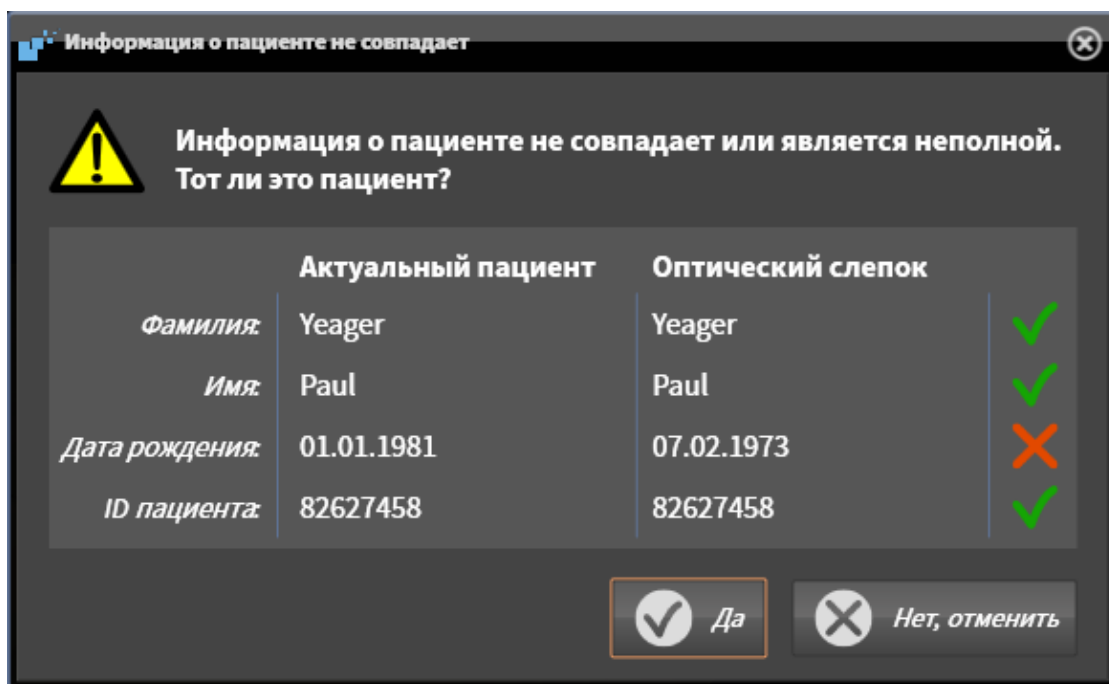 Информация о пациенте не совпадает
Информация о пациенте не совпадает или является неполной.
Тот ли это пациент?
Актуальный пациент Оптический слепок
Фамилия: Yeager Yeager
Имя: Paul Paul
Дата рождения: 01.01.1981 07.02.1973
ID пациента: 82627458 82627458
Да Нет, отменить